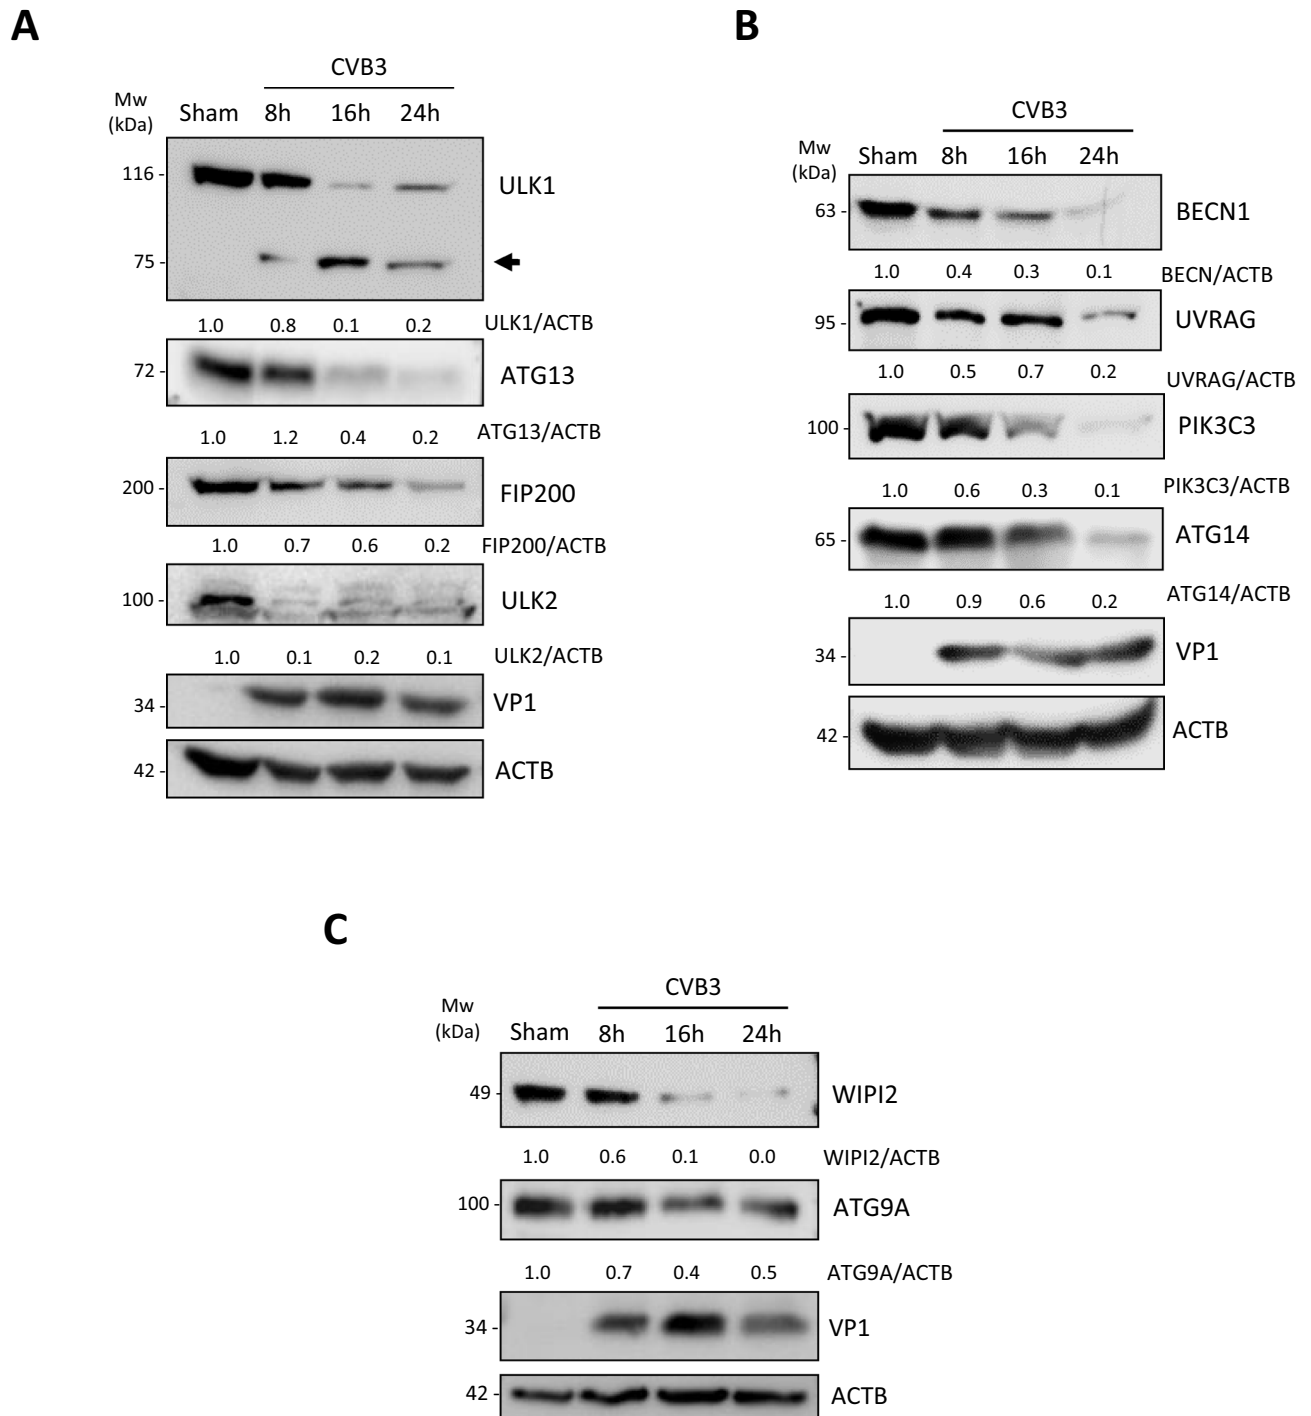 A
CVB3
Mw
(kDa)
Sham 8h 16h 24h
116 - ULK1
75 -
1.0 0.8 0.1 0.2 ULK1/ACTB
72 - ATG13
1.0 1.2 0.4 0.2 ATG13/ACTB
200 - FIP200
1.0 0.7 0.6 0.2 FIP200/ACTB
100 - ULK2
1.0 0.1 0.2 0.1 ULK2/ACTB
34 - VP1
42 - ACTB
B
CVB3
Mw
(kDa)
Sham 8h 16h 24h
63 - BECN1
1.0 0.4 0.3 0.1 BECN/ACTB
95 - UVRAG
1.0 0.5 0.7 0.2 UVRAG/ACTB
100 - PIK3C3
1.0 0.6 0.3 0.1 PIK3C3/ACTB
65 - ATG14
1.0 0.9 0.6 0.2 ATG14/ACTB
34 - VP1
42 - ACTB
C
CVB3
Mw
(kDa)
Sham 8h 16h 24h
49 - WIPI2
1.0 0.6 0.1 0.0 WIPI2/ACTB
100 - ATG9A
1.0 0.7 0.4 0.5 ATG9A/ACTB
34 - VP1
42 - ACTB